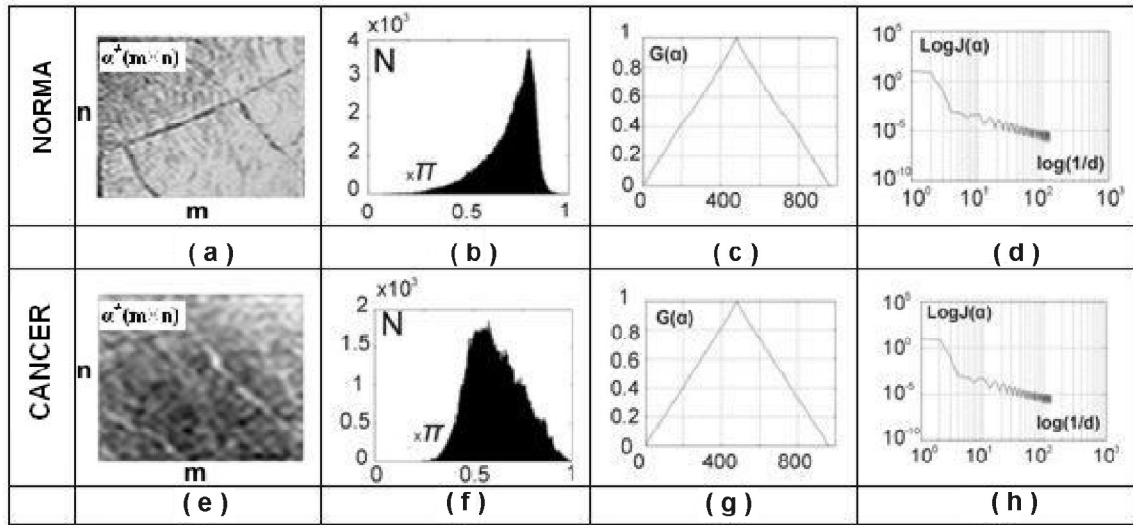 NORMA
α⁺(m×n)
n
m
×10³
N
4
3
2
1
0
×π
0
0.5
1
G(α)
1
0.8
0.6
0.4
0.2
0
0
400
800
LogJ(α)
10⁵
10⁰
10⁻⁵
10⁻¹⁰
log(1/d)
10⁰
10¹
10²
10³
( a )
( b )
( c )
( d )
CANCER
α⁺(m×n)
n
m
×10³
N
2
1.5
1
0.5
0
×π
0
0.5
1
G(α)
1
0.8
0.6
0.4
0.2
0
0
400
800
LogJ(α)
10⁵
10⁰
10⁻⁵
10⁻¹⁰
log(1/d)
10⁰
10¹
10²
10³
( e )
( f )
( g )
( h )